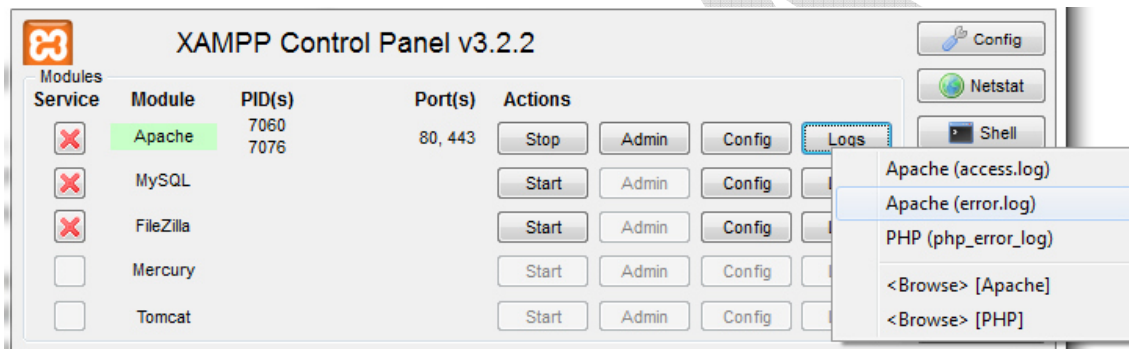 XAMPP Control Panel v3.2.2
Config
Modules
Netstat
Service Module PID(s) Port(s) Actions
Apache 7060 7076 80, 443 Stop Admin Config Logs
Shell
MySQL Start Admin Config
FileZilla Start Admin Config
Mercury Start Admin Config
Tomcat Start Admin Config
Apache (access.log)
Apache (error.log)
PHP (php_error_log)
<Browse> [Apache]
<Browse> [PHP]